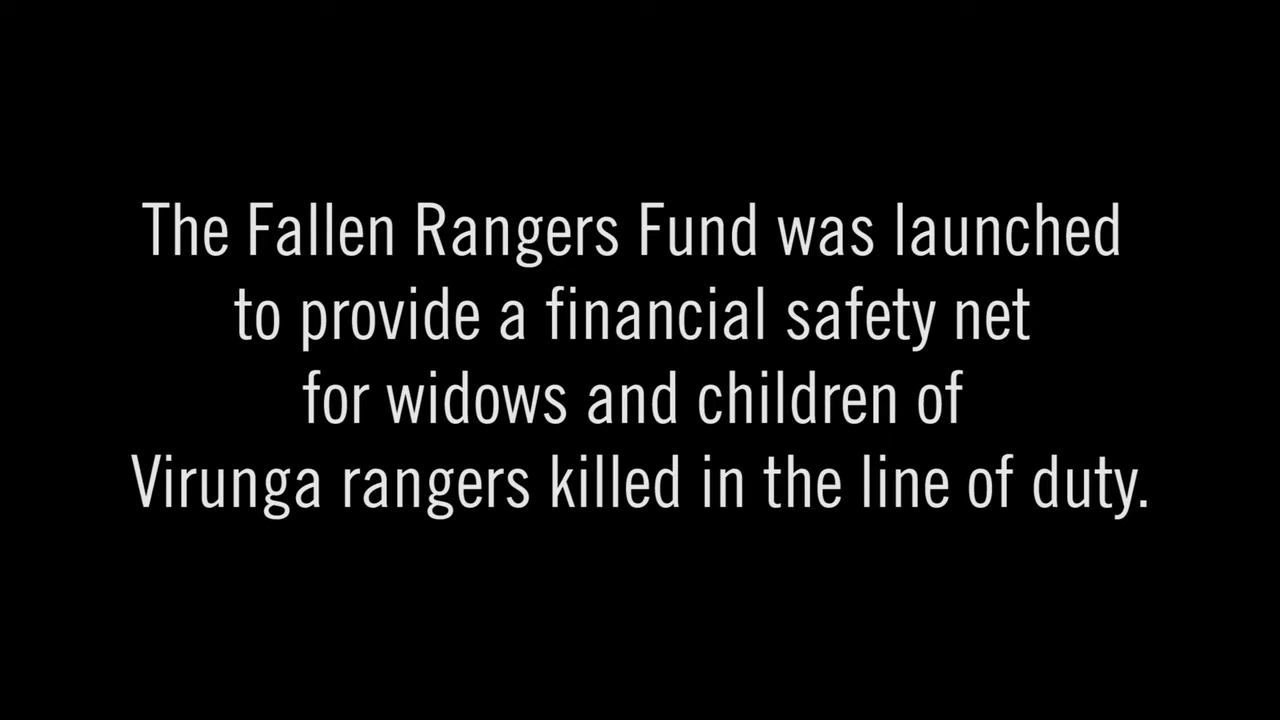 The Fallen Rangers Fund was launched
to provide a financial safety net
for widows and children of
Virunga rangers killed in the line of duty.